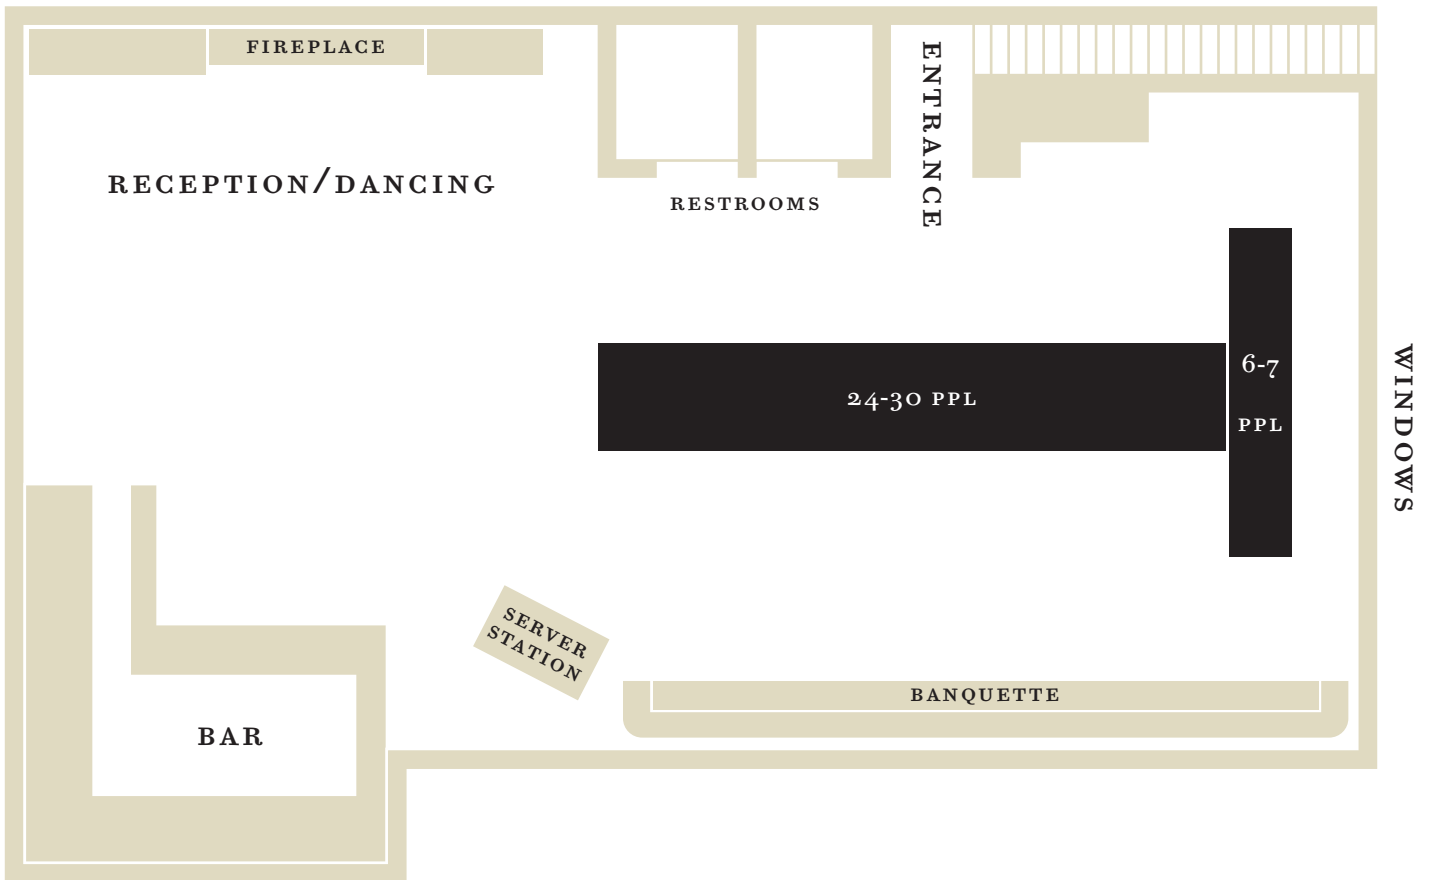 FIREPLACE
ENTRANCE
RECEPTION/DANCING
RESTROOMS
6-7
PPL
24-30 PPL
WINDOWS
SERVER
STATION
BANQUETTE
BAR